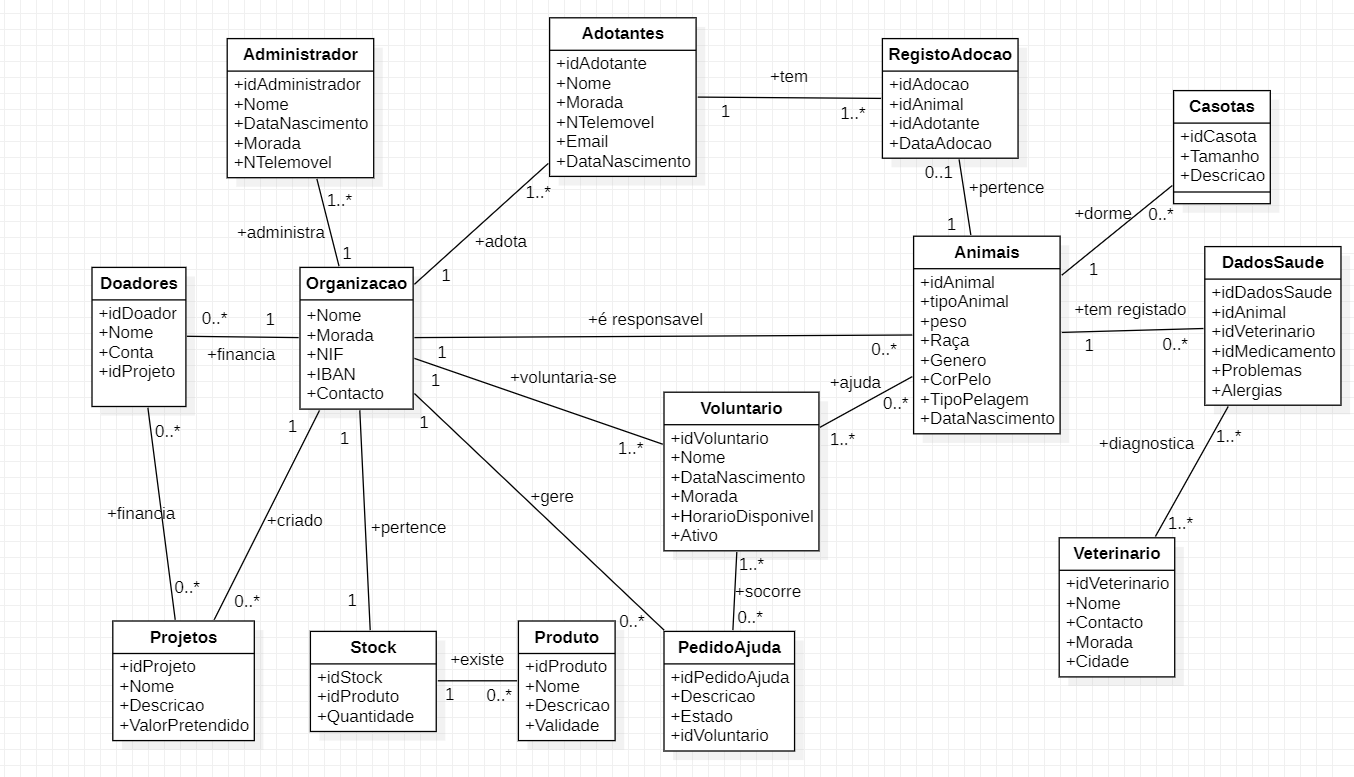 Administrador
+idAdministrador
+Nome
+DataNascimento
+Morada
+NTelemovel
Adotantes
+idAdotante
+Nome
+Morada
+NTelemovel
+Email
+DataNascimento
+tem
1
1..*
RegistoAdocao
+idAdocao
+idAnimal
+idAdotante
+DataAdocao
Casotas
+idCasota
+Tamanho
+Descricao
1..*
+administra
1
1..*
+adota
1
0..1
+pertence
1
+dorme
0..*
1
Doadores
+idDoador
+Nome
+Conta
+idProjeto
0..*
1
+financia
Organizacao
+Nome
+Morada
+NIF
+IBAN
+Contacto
+é responsavel
1
0..*
Animais
+idAnimal
+tipoAnimal
+peso
+Raça
+Genero
+CorPelo
+TipoPelagem
+DataNascimento
+tem registado
1
0..*
DadosSaude
+idDadosSaude
+idAnimal
+idVeterinario
+idMedicamento
+Problemas
+Alergias
1
+voluntaria-se
1..*
+ajuda
0..*
1..*
Voluntario
+idVoluntario
+Nome
+DataNascimento
+Morada
+HorarioDisponivel
+Ativo
1..*
+diagnostica
1..*
0..*
+financia
0..*
1
+criado
0..*
1
+pertence
1
1
+gere
0..*
1..*
+socorre
0..*
Veterinario
+idVeterinario
+Nome
+Contacto
+Morada
+Cidade
Projetos
+idProjeto
+Nome
+Descricao
+ValorPretendido
Stock
+idStock
+idProduto
+Quantidade
+existe
1
0..*
Produto
+idProduto
+Nome
+Descricao
+Validade
PedidoAjuda
+idPedidoAjuda
+Descricao
+Estado
+idVoluntario